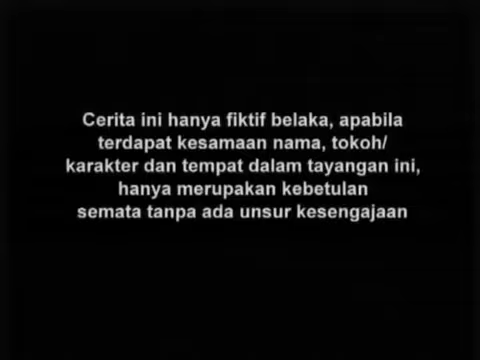 Cerita ini hanya fiktif belaka, apabila
terdapat kesamaan nama, tokoh/
karakter dan tempat dalam tayangan ini,
hanya merupakan kebetulan
semata tanpa ada unsur kesengajaan